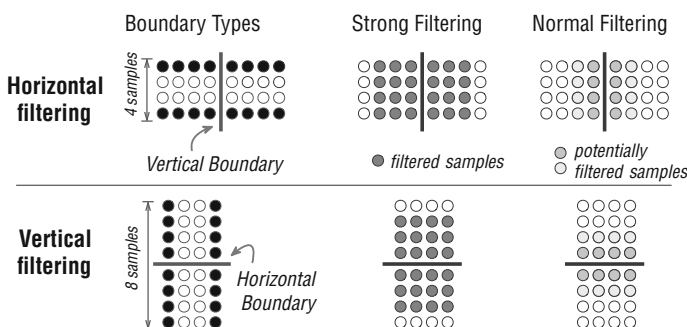 Boundary Types
Strong Filtering
Normal Filtering
Horizontal
filtering
4 samples
Vertical Boundary
filtered samples
potentially
filtered samples
Vertical
filtering
8 samples
Horizontal
Boundary